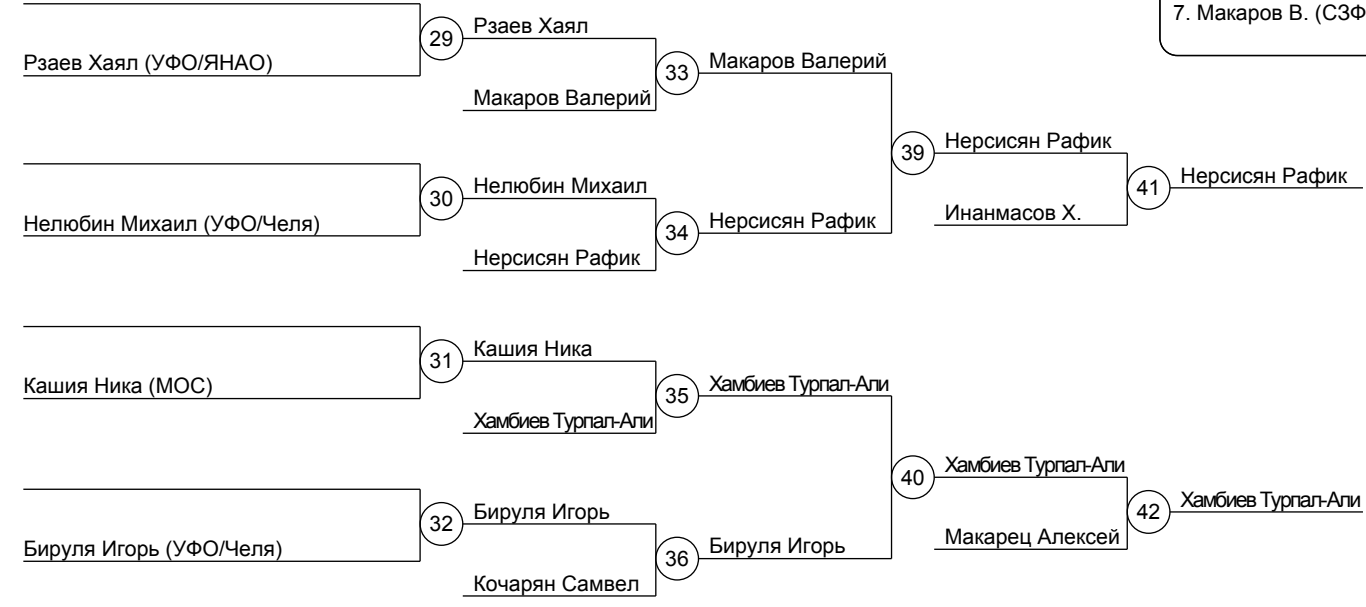 7. Макаров В. (СЗФ
Рзаев Хаял (УФО/ЯНАО)
29
Рзаев Хаял
Макаров Валерий
33
Макаров Валерий
Нелюбин Михаил (УФО/Челя)
30
Нелюбин Михаил
Нерсисян Рафик
34
Нерсисян Рафик
39
Нерсисян Рафик
Инанмасов Х.
41
Нерсисян Рафик
Кашия Ника (МОС)
31
Кашия Ника
Хамбиев Турпал-Али
35
Хамбиев Турпал-Али
Бируля Игорь (УФО/Челя)
32
Бируля Игорь
Кочарян Самвел
36
Бируля Игорь
40
Хамбиев Турпал-Али
Макарец Алексей
42
Хамбиев Турпал-Али